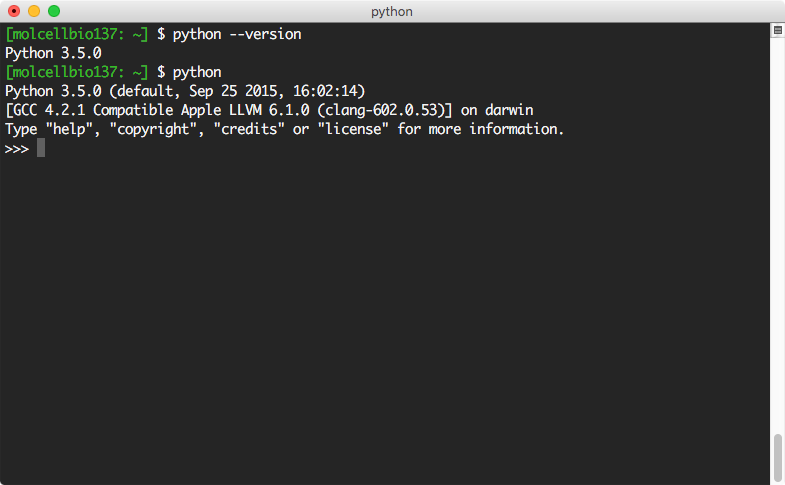 python
[molcellbio137: ~] $ python --version
Python 3.5.0
[molcellbio137: ~] $ python
Python 3.5.0 (default, Sep 25 2015, 16:02:14)
[GCC 4.2.1 Compatible Apple LLVM 6.1.0 (clang-602.0.53)] on darwin
Type "help", "copyright", "credits" or "license" for more information.
>>>